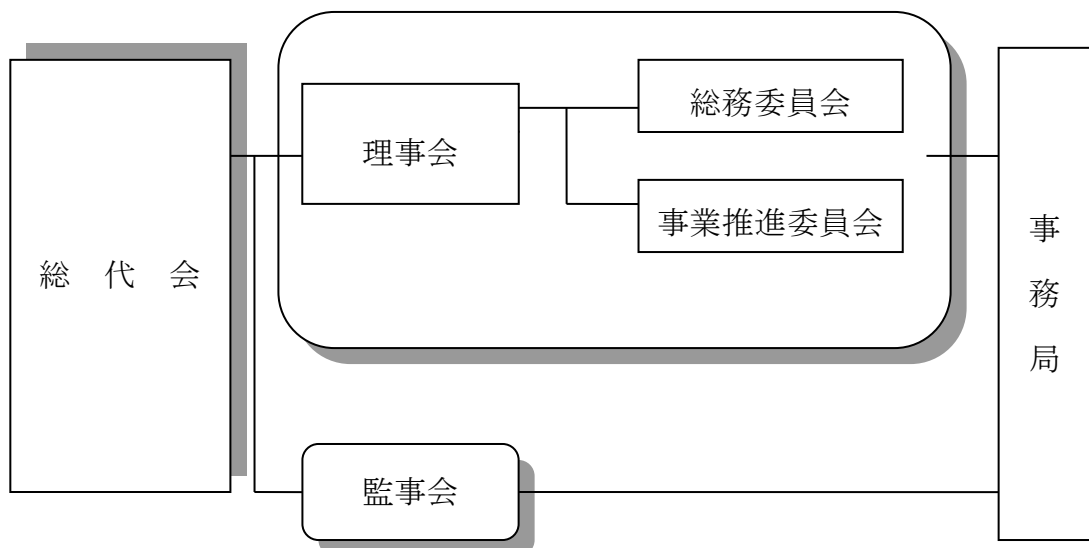 総務委員会
理事会
事業推進委員会
総　代　会
事
務
局
監事会